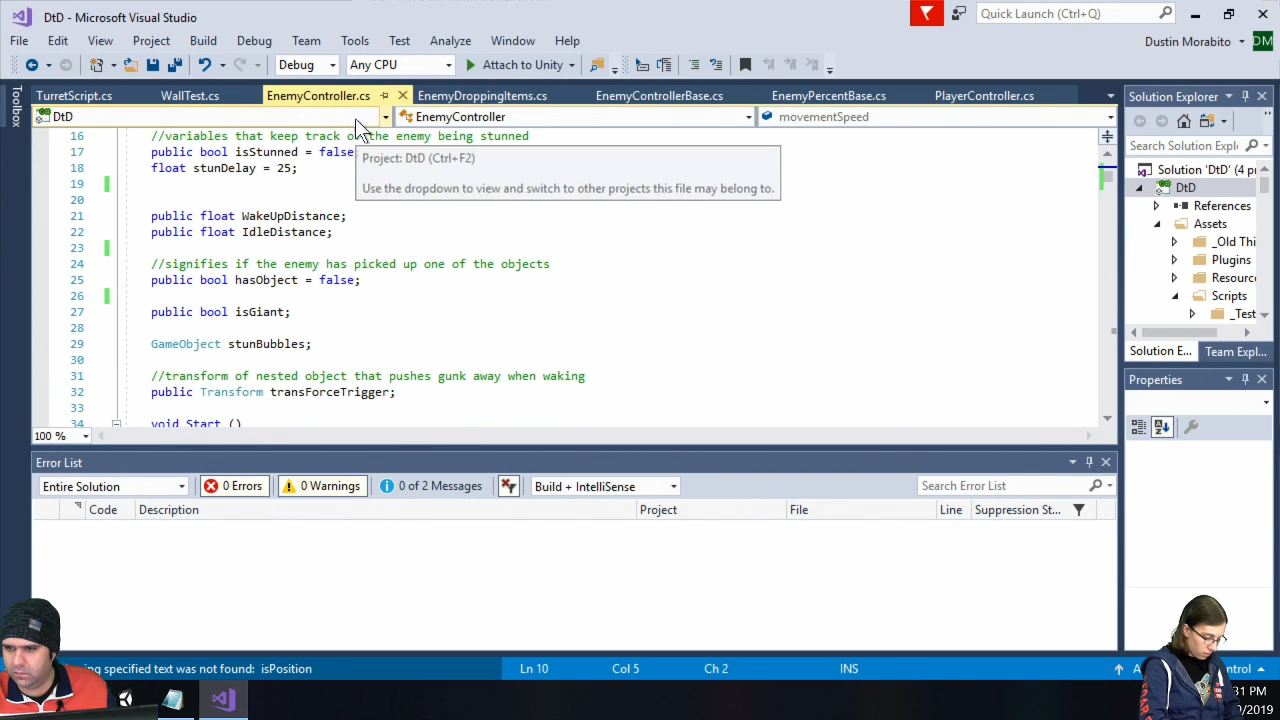 DtD - Microsoft Visual Studio
Quick Launch (Ctrl+Q)
File Edit View Project Build Debug Team Tools Test Analyze Window Help
Dustin Morabito DM
Debug Any CPU Attach to Unity
Toolbox
TurretScript.cs WallTest.cs EnemyController.cs EnemyDroppingItems.cs EnemyControllerBase.cs EnemyPercentBase.cs PlayerController.cs
DtD EnemyController movementSpeed
16 //variables that keep track of the enemy being stunned
17 public bool isStunned = false
18 float stunDelay = 25;
19
20
21 public float WakeUpDistance;
22 public float IdleDistance;
23
24 //signifies if the enemy has picked up one of the objects
25 public bool hasObject = false;
26
27 public bool isGiant;
28
29 GameObject stunBubbles;
30
31 //transform of nested object that pushes gunk away when waking
32 public Transform transForceTrigger;
33
34 void Start ()
Project: DtD (Ctrl+F2)
Use the dropdown to view and switch to other projects this file may belong to.
100 %
Solution Explorer
Search Solution Expl
Solution 'DtD' (4 pr
DtD
References
Assets
_Old Thi
Plugins
Resourc
Scripts
_Test
Solution E... Team Expl...
Properties
Error List
Entire Solution 0 Errors 0 Warnings 0 of 2 Messages Build + IntelliSense Search Error List
Code Description Project File Line Suppression St...
specified text was not found: isPosition Ln 10 Col 5 Ch 2 INS
:31 PM
/2019